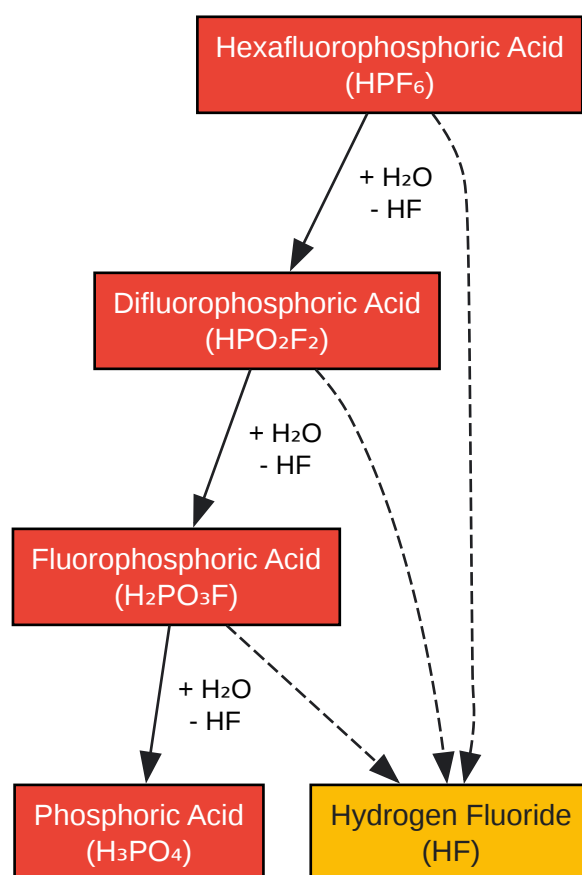 Hexafluorophosphoric Acid
(HPF₆)
+ H₂O
- HF
Difluorophosphoric Acid
(HPO₂F₂)
+ H₂O
- HF
Fluorophosphoric Acid
(H₂PO₃F)
+ H₂O
- HF
Phosphoric Acid
(H₃PO₄)
Hydrogen Fluoride
(HF)